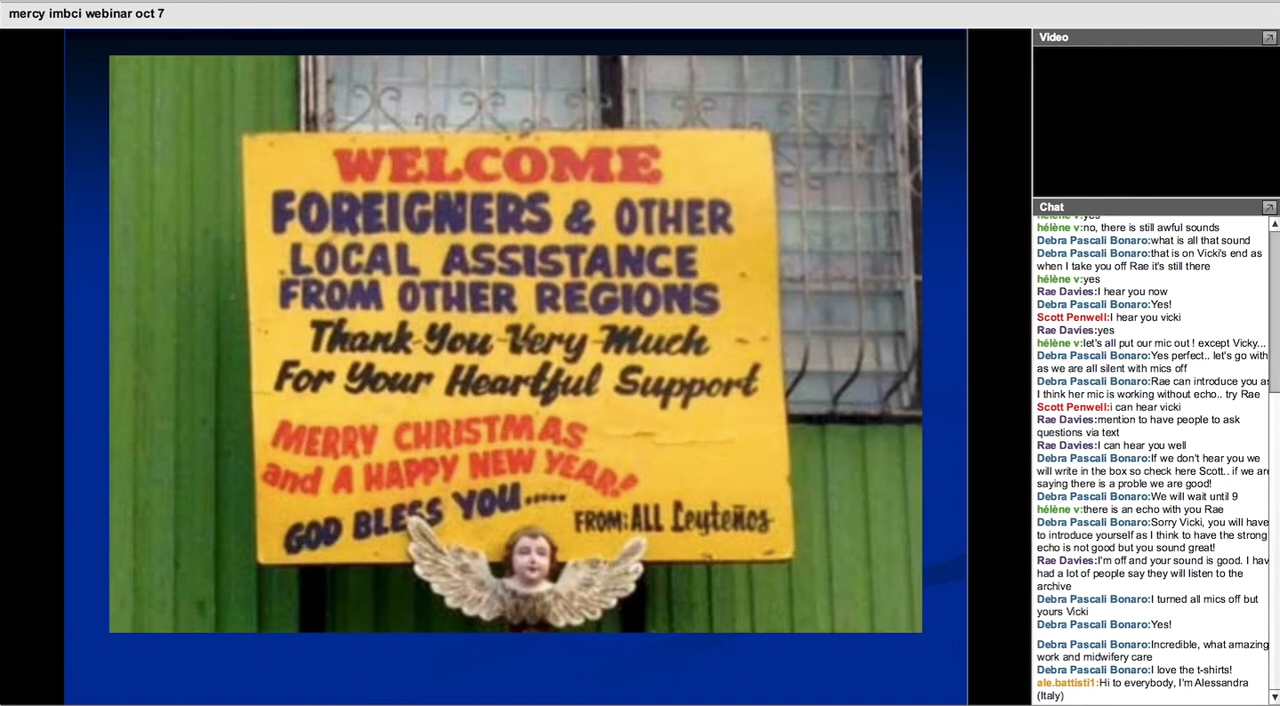 mercy imbci webinar oct 7
WELCOME
FOREIGNERS & OTHER
LOCAL ASSISTANCE
FROM OTHER REGIONS
Thank You Very Much
For Your Heartful Support
MERRY CHRISTMAS
and A HAPPY NEW YEAR!
GOD BLESS YOU.....
FROM: ALL Leyteños
Video
Chat
hélène v:yes
hélène v:no, there is still awful sounds
Debra Pascali Bonaro:what is all that sound
Debra Pascali Bonaro:that is on Vicki's end as
when I take you off Rae it's still there
hélène v:yes
Rae Davies:I hear you now
Debra Pascali Bonaro:Yes!
Scott Penwell:I hear you vicki
Rae Davies:yes
hélène v:let's all put our mic out ! except Vicky...
Debra Pascali Bonaro:Yes perfect.. let's go with
as we are all silent with mics off
Debra Pascali Bonaro:Rae can introduce you as
I think her mic is working without echo.. try Rae
Scott Penwell:i can hear vicki
Rae Davies:mention to have people to ask
questions via text
Rae Davies:I can hear you well
Debra Pascali Bonaro:If we don't hear you we
will write in the box so check here Scott.. if we are
saying there is a proble we are good!
Debra Pascali Bonaro:We will wait until 9
hélène v:there is an echo with you Rae
Debra Pascali Bonaro:Sorry Vicki, you will have
to introduce yourself as I think to have the strong
echo is not good but you sound great!
Rae Davies:I'm off and your sound is good. I hav
had a lot of people say they will listen to the
archive
Debra Pascali Bonaro:I turned all mics off but
yours Vicki
Debra Pascali Bonaro:Yes!
Debra Pascali Bonaro:Incredible, what amazing
work and midwifery care
Debra Pascali Bonaro:I love the t-shirts!
ale.battisti1:Hi to everybody, I'm Alessandra
(Italy)